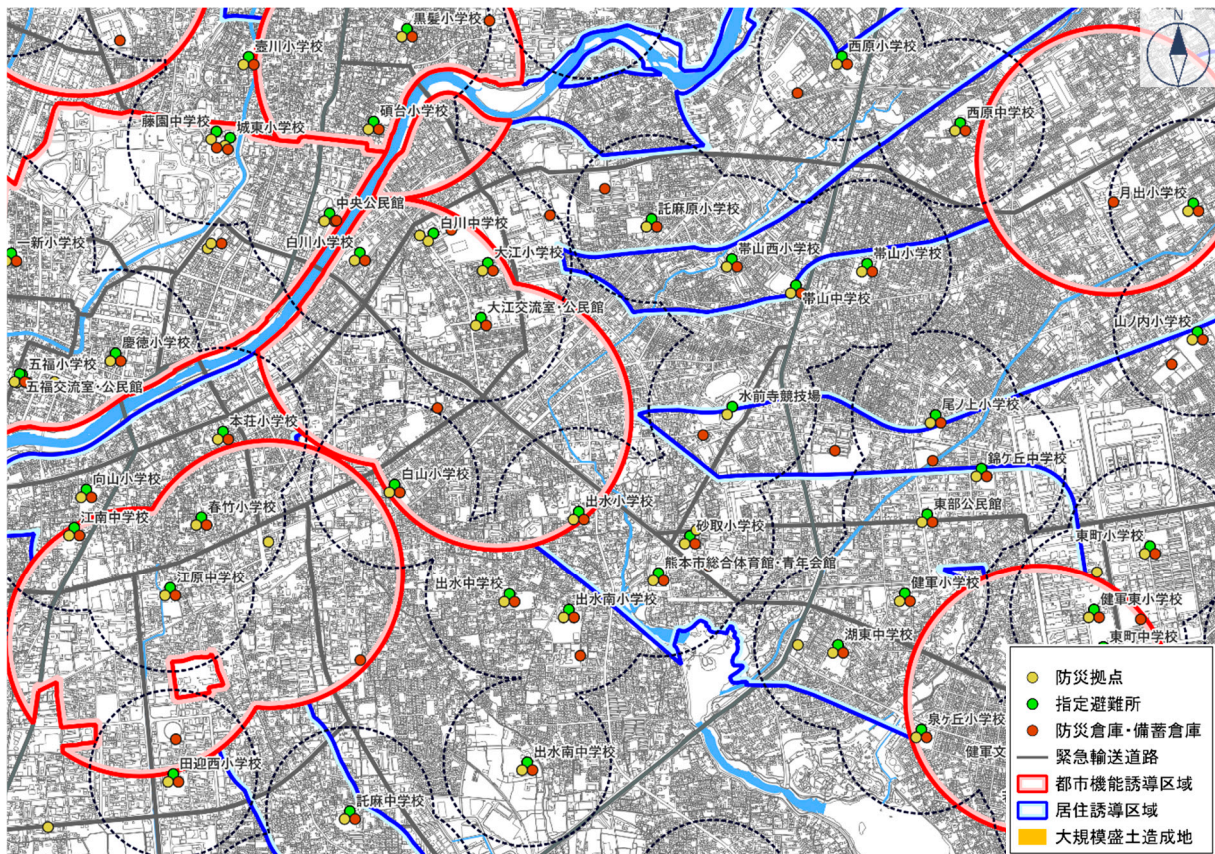 黒髪小学校
N
壺川小学校
西原小学校
碩台小学校
藤園中学校
城東小学校
西原中学校
月出小学校
中央公民館
託麻原小学校
白川中学校
一新小学校
白川小学校
大江小学校
帯山西小学校
帯山小学校
帯山中学校
大江交流室・公民館
山ノ内小学校
慶徳小学校
五福小学校
五福交流室・公民館
水前寺競技場
尾ノ上小学校
本荘小学校
錦ケ丘中学校
向山小学校
白山小学校
春竹小学校
出水小学校
江南中学校
砂取小学校
東部公民館
東町小学校
熊本市総合体育館・青年会館
江原中学校
出水中学校
出水南小学校
健軍小学校
健軍東小学校
湖東中学校
東町中学校
泉ヶ丘小学校
健軍文
出水南中学校
田迎西小学校
託麻中学校
防災拠点
指定避難所
防災倉庫・備蓄倉庫
緊急輸送道路
都市機能誘導区域
居住誘導区域
大規模盛土造成地